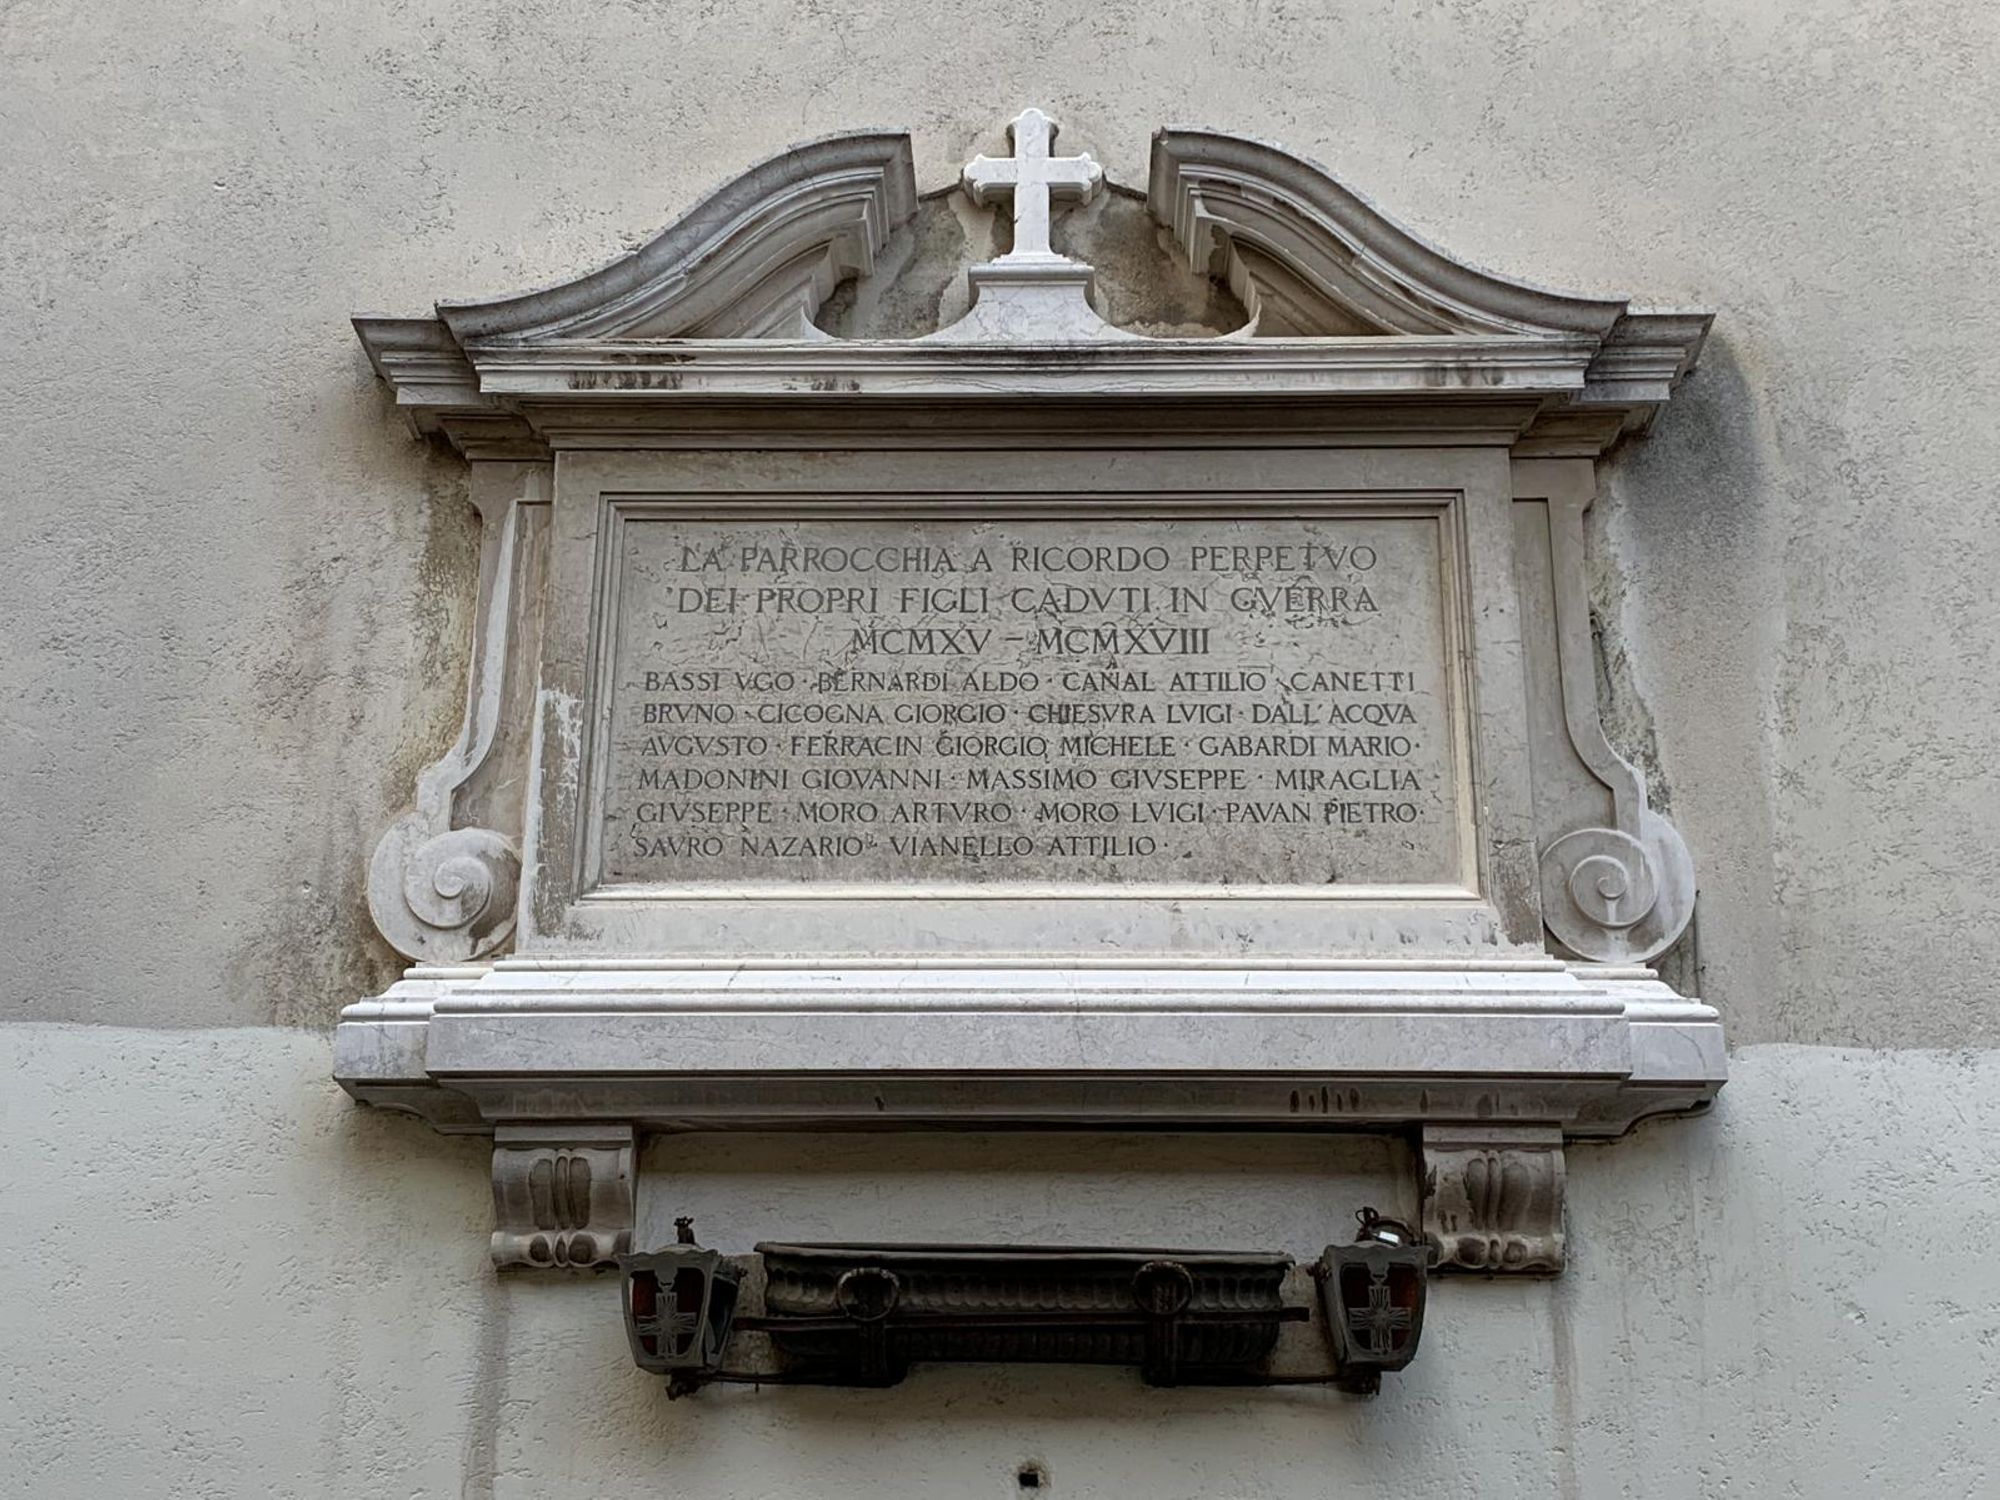 LA PARROCCHIA A RICORDO PERPETVO
DEI PROPRI FIGLI CADVTI IN GVERRA
MCMXV - MCMXVIII
BASSI VGO · BERNARDI ALDO · CANAL ATTILIO · CANETTI
BRVNO · CICOGNA GIORGIO · CHIESVRA LVIGI · DALL'ACQVA
AVGVSTO · FERRACIN GIORGIO MICHELE · GABARDI MARIO ·
MADONINI GIOVANNI · MASSIMO GIVSEPPE · MIRAGLIA
GIVSEPPE · MORO ARTVRO · MORO LVIGI · PAVAN PIETRO ·
SAVRO NAZARIO · VIANELLO ATTILIO ·